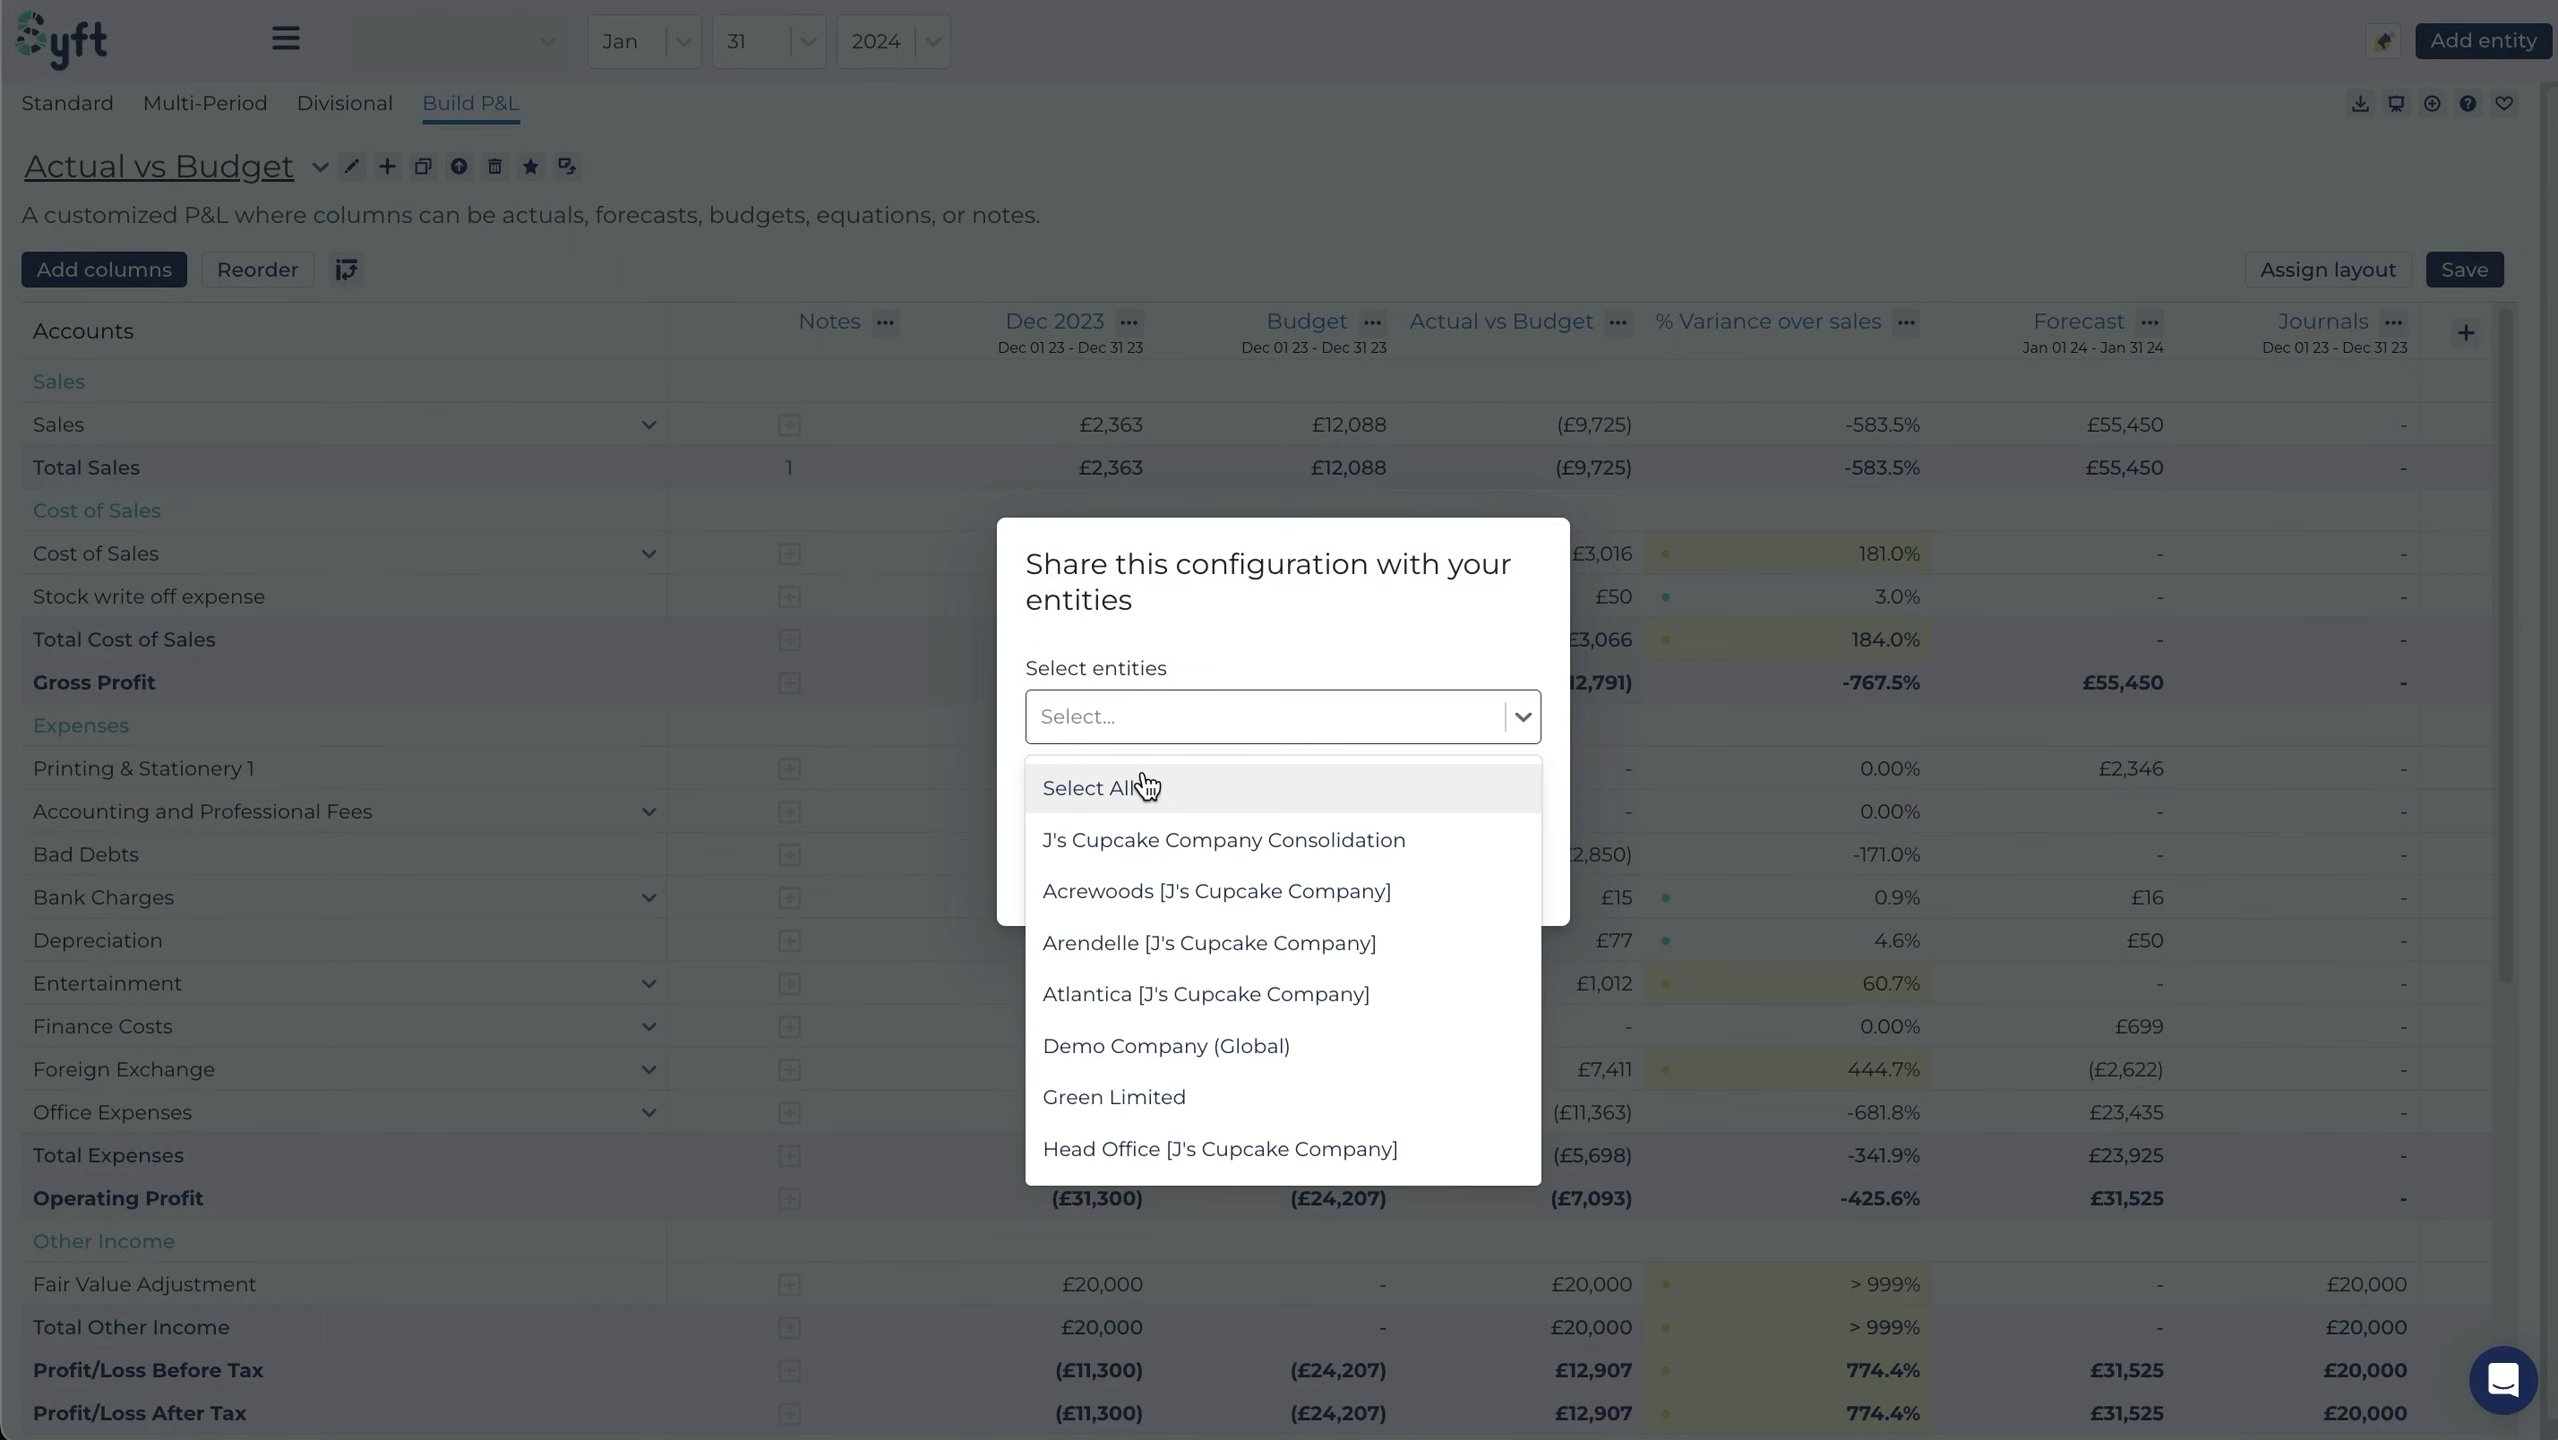 Syft
Jan 31 2024
Add entity
Standard Multi-Period Divisional Build P&L
Actual vs Budget
A customized P&L where columns can be actuals, forecasts, budgets, equations, or notes.
Add columns Reorder Assign layout Save
Accounts Notes Dec 2023 Budget Actual vs Budget % Variance over sales Forecast Journals
Dec 01 23 - Dec 31 23 Dec 01 23 - Dec 31 23 Jan 01 24 - Jan 31 24 Dec 01 23 - Dec 31 23
Sales
Sales £2,363 £12,088 (£9,725) -583.5% £55,450 -
Total Sales 1 £2,363 £12,088 (£9,725) -583.5% £55,450 -
Cost of Sales
Cost of Sales £3,016 181.0% - -
Stock write off expense £50 3.0% - -
Total Cost of Sales £3,066 184.0% - -
Gross Profit 12,791) -767.5% £55,450 -
Expenses
Printing & Stationery 1 - 0.00% £2,346 -
Accounting and Professional Fees - 0.00% - -
Bad Debts 2,850) -171.0% - -
Bank Charges £15 0.9% £16 -
Depreciation £77 4.6% £50 -
Entertainment £1,012 60.7% - -
Finance Costs - 0.00% £699 -
Foreign Exchange £7,411 444.7% (£2,622) -
Office Expenses (£11,363) -681.8% £23,435 -
Total Expenses (£5,698) -341.9% £23,925 -
Operating Profit (£31,300) (£24,207) (£7,093) -425.6% £31,525 -
Other Income
Fair Value Adjustment £20,000 - £20,000 > 999% - £20,000
Total Other Income £20,000 - £20,000 > 999% - £20,000
Profit/Loss Before Tax (£11,300) (£24,207) £12,907 774.4% £31,525 £20,000
Profit/Loss After Tax (£11,300) (£24,207) £12,907 774.4% £31,525 £20,000
Share this configuration with your
entities
Select entities
Select...
Select All
J's Cupcake Company Consolidation
Acrewoods [J's Cupcake Company]
Arendelle [J's Cupcake Company]
Atlantica [J's Cupcake Company]
Demo Company (Global)
Green Limited
Head Office [J's Cupcake Company]